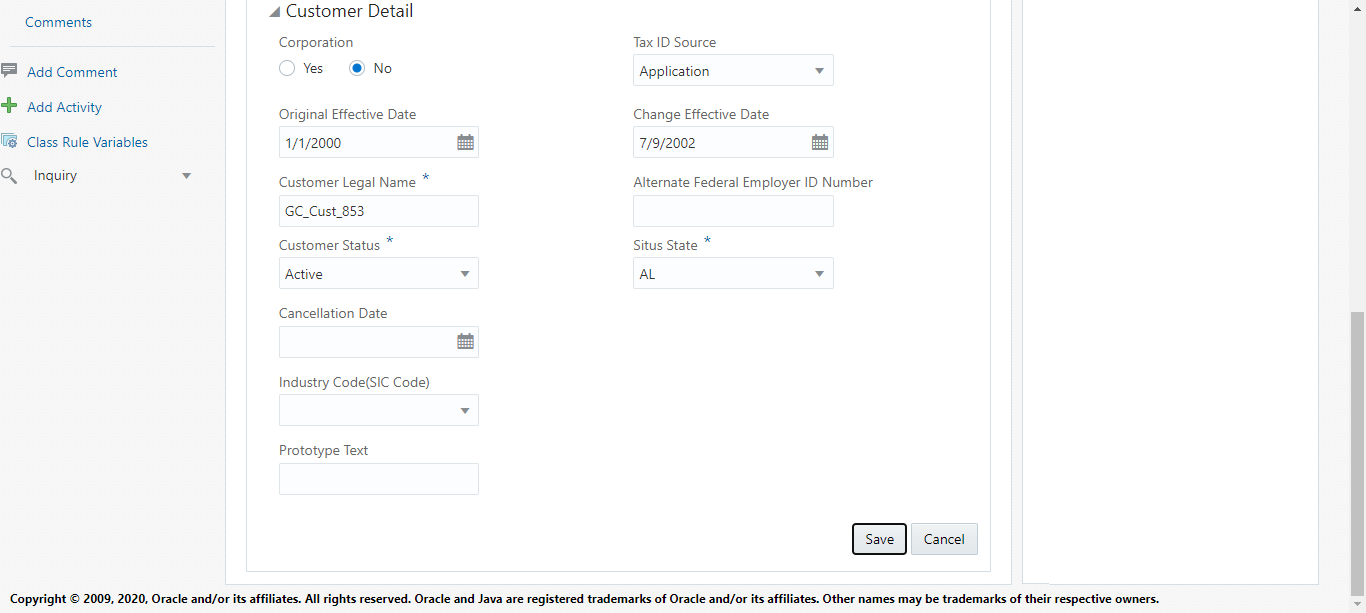 Comments
Add Comment
Add Activity
Class Rule Variables
Inquiry
Customer Detail
Corporation
Yes No
Tax ID Source
Application
Original Effective Date
1/1/2000
Change Effective Date
7/9/2002
Customer Legal Name *
GC_Cust_853
Alternate Federal Employer ID Number
Customer Status *
Active
Situs State *
AL
Cancellation Date
Industry Code(SIC Code)
Prototype Text
Save Cancel
Copyright © 2009, 2020, Oracle and/or its affiliates. All rights reserved. Oracle and Java are registered trademarks of Oracle and/or its affiliates. Other names may be trademarks of their respective owners.